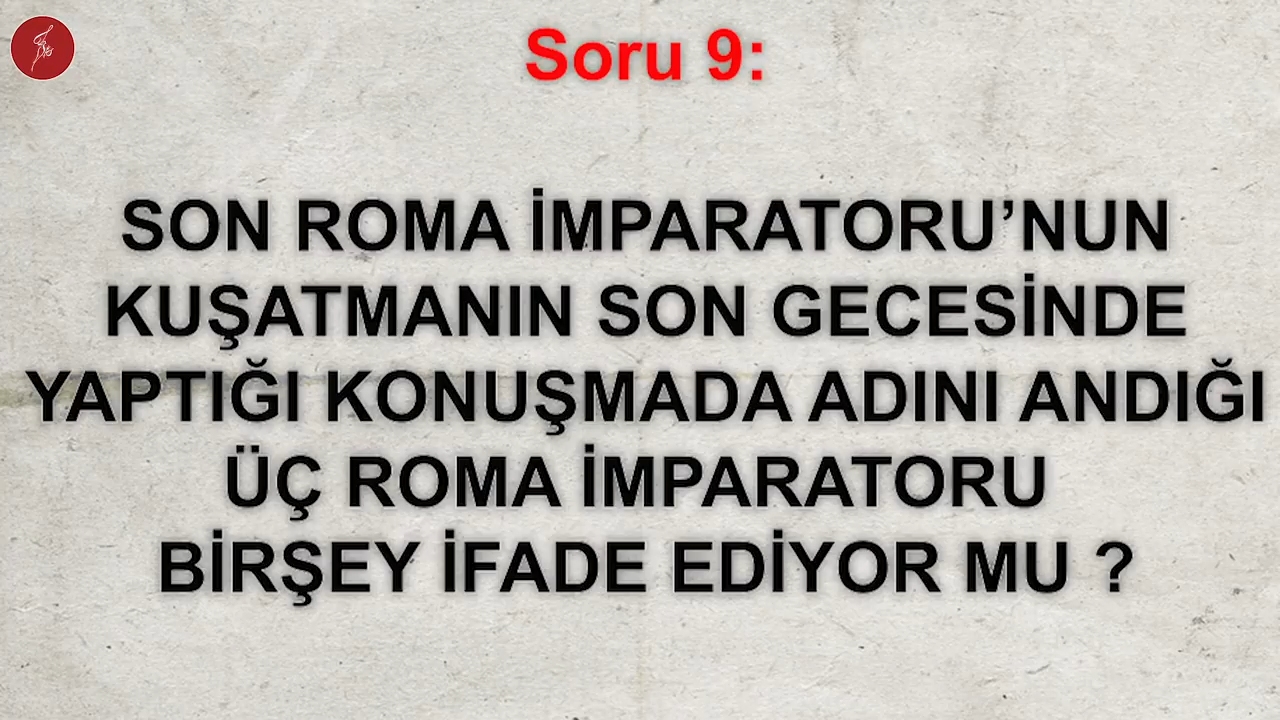 Soru 9:
SON ROMA İMPARATORU’NUN
KUŞATMANIN SON GECESİNDE
YAPTIĞI KONUŞMADA ADINI ANDIĞI
ÜÇ ROMA İMPARATORU
BİRŞEY İFADE EDİYOR MU ?